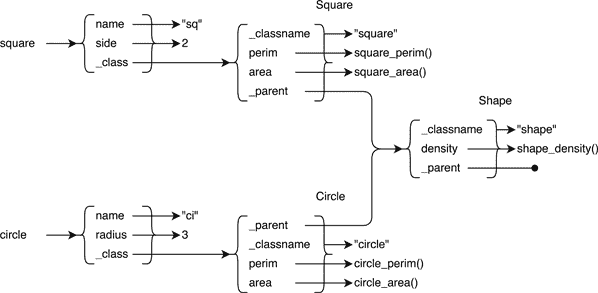 Square
name "sq" _classname "square"
square side 2 perim square_perim()
_class area square_area()
_parent
Shape
_classname "shape"
density shape_density()
_parent
Circle
name "ci" _parent
circle radius 3 _classname "circle"
_class perim circle_perim()
area circle_area()